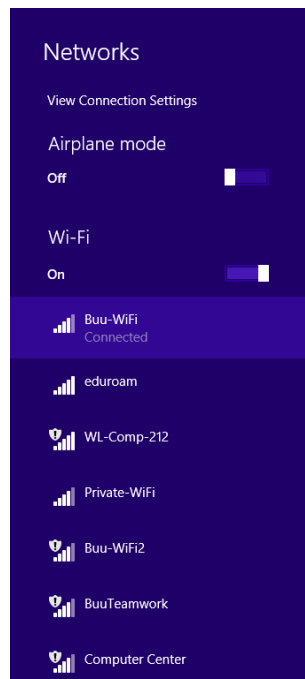 Networks
View Connection Settings
Airplane mode
Off
Wi-Fi
On
Buu-WiFi
Connected
eduroam
WL-Comp-212
Private-WiFi
Buu-WiFi2
BuuTeamwork
Computer Center